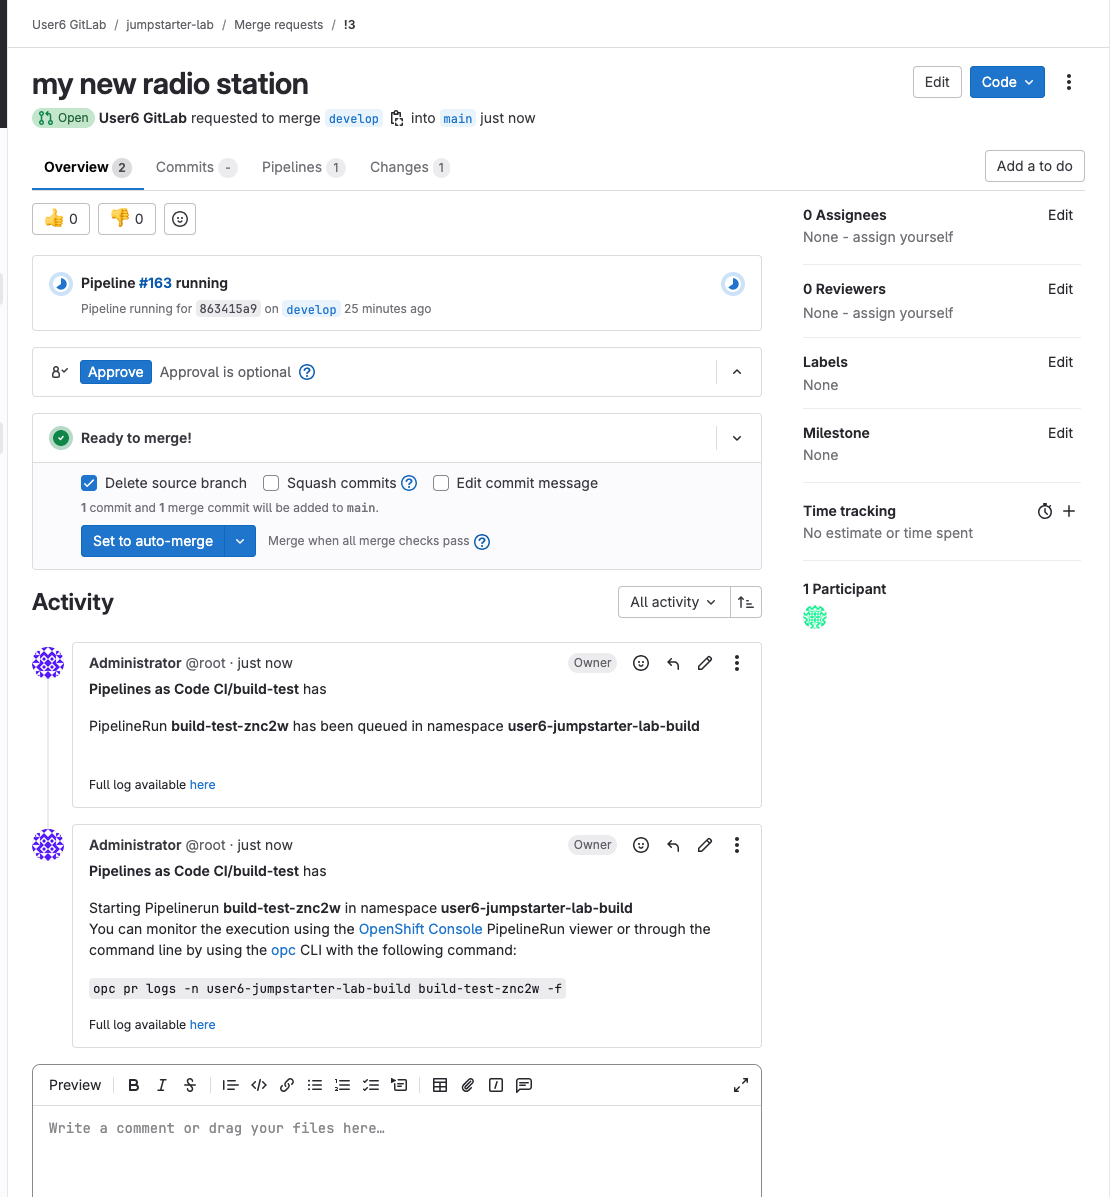 User6 GitLab / jumpstarter-lab / Merge requests / !3
my new radio station
Edit
Code
Open User6 GitLab requested to merge develop into main just now
Overview 2
Commits -
Pipelines 1
Changes 1
Add a to do
👍 0
👎 0
Pipeline #163 running
Pipeline running for 863415a9 on develop 25 minutes ago
Approve Approval is optional
Ready to merge!
Delete source branch
Squash commits
Edit commit message
1 commit and 1 merge commit will be added to main.
Set to auto-merge
Merge when all merge checks pass
0 Assignees
Edit
None - assign yourself
0 Reviewers
Edit
None - assign yourself
Labels
Edit
None
Milestone
Edit
None
Time tracking
No estimate or time spent
1 Participant
Activity
All activity
Administrator @root · just now
Owner
Pipelines as Code CI/build-test has
PipelineRun build-test-znc2w has been queued in namespace user6-jumpstarter-lab-build
Full log available here
Administrator @root · just now
Owner
Pipelines as Code CI/build-test has
Starting Pipelinerun build-test-znc2w in namespace user6-jumpstarter-lab-build
You can monitor the execution using the OpenShift Console PipelineRun viewer or through the
command line by using the opc CLI with the following command:
opc pr logs -n user6-jumpstarter-lab-build build-test-znc2w -f
Full log available here
Preview
Write a comment or drag your files here…